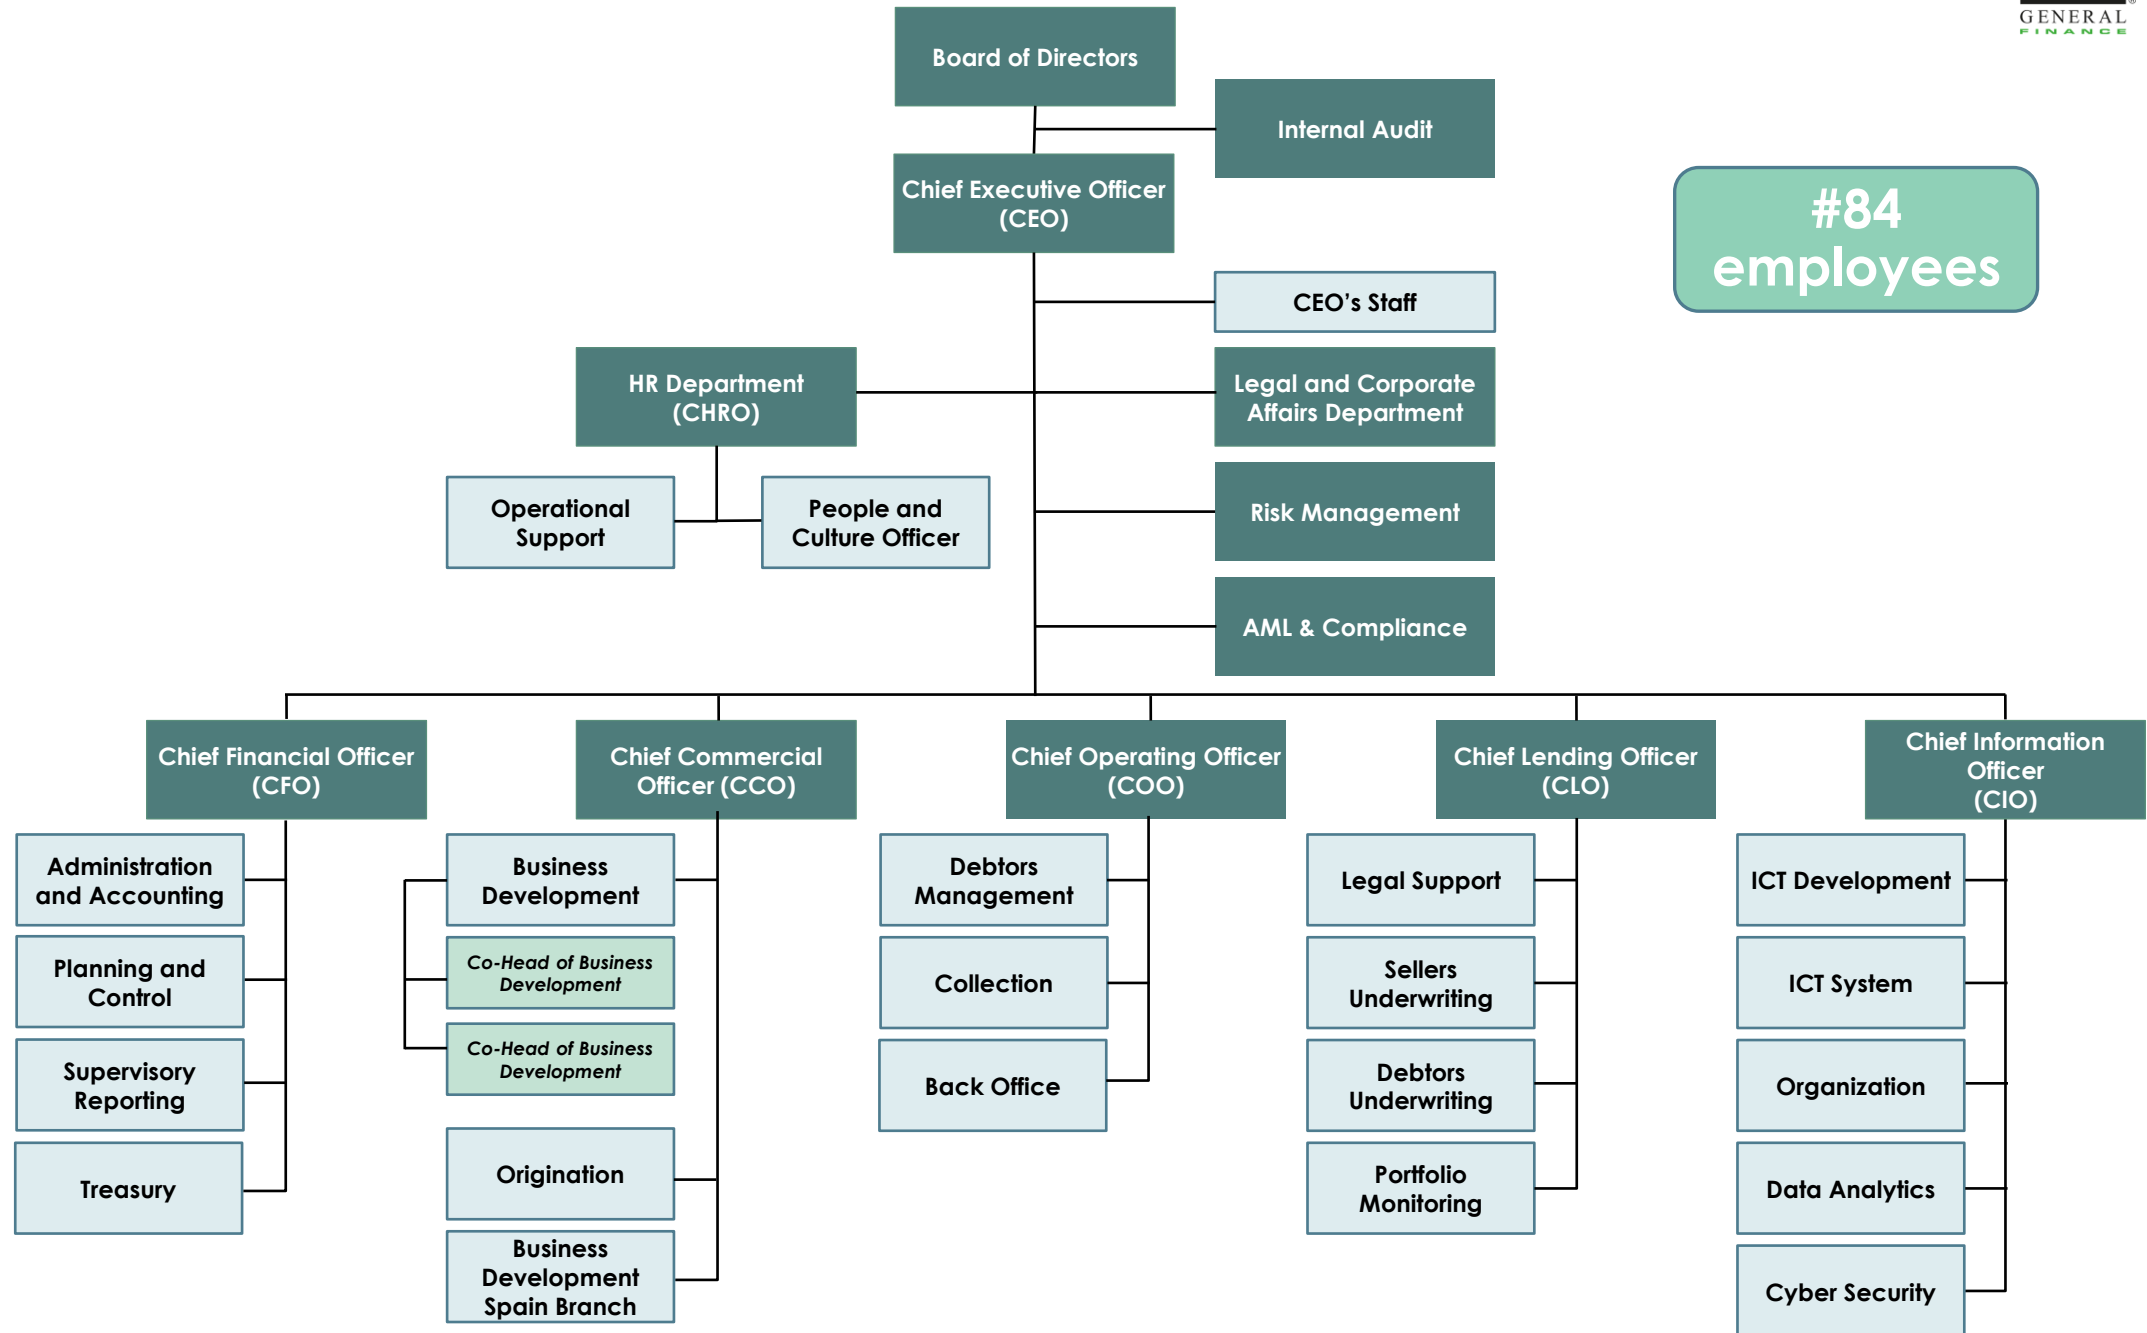 GENERAL
FINANCE
Board of Directors
Internal Audit
Chief Executive Officer
(CEO)
#84
employees
CEO’s Staff
HR Department
(CHRO)
Legal and Corporate
Affairs Department
Operational
Support
People and
Culture Officer
Risk Management
AML & Compliance
Chief Financial Officer
(CFO)
Chief Commercial
Officer (CCO)
Chief Operating Officer
(COO)
Chief Lending Officer
(CLO)
Chief Information
Officer
(CIO)
Administration
and Accounting
Planning and
Control
Supervisory
Reporting
Treasury
Business
Development
Co-Head of Business
Development
Co-Head of Business
Development
Origination
Business
Development
Spain Branch
Debtors
Management
Collection
Back Office
Legal Support
Sellers
Underwriting
Debtors
Underwriting
Portfolio
Monitoring
ICT Development
ICT System
Organization
Data Analytics
Cyber Security